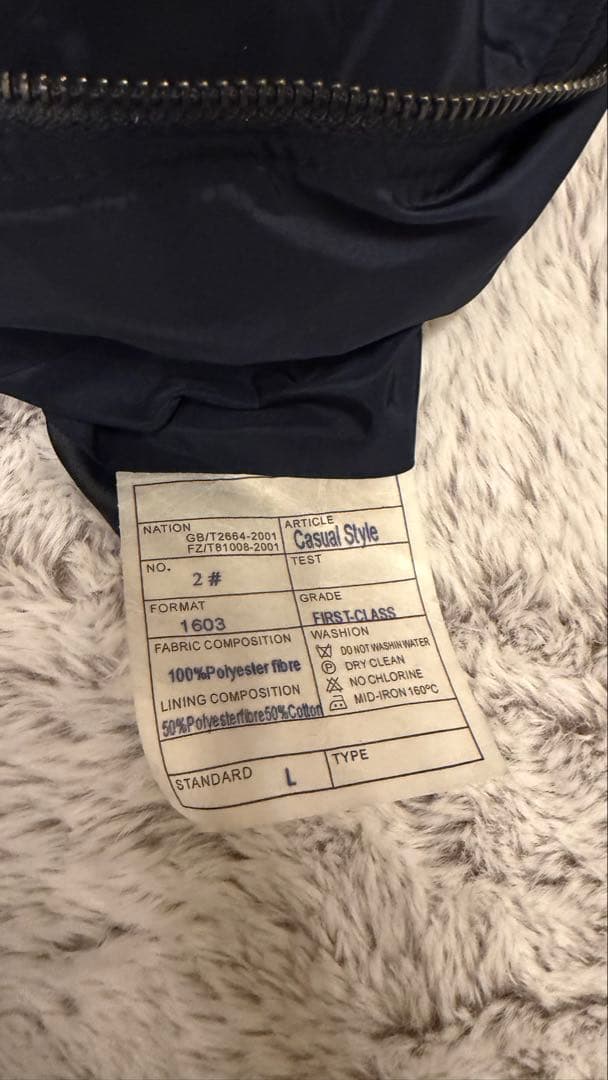 NATION
GB/T2664-2001
FZ/T81008-2001
ARTICLE
Casual Style
NO.
2#
TEST
FORMAT
1603
GRADE
FIRST-CLASS
FABRIC COMPOSITION
100%Polyester fibre
WASHION
DO NOT WASHIN WATER
P DRY CLEAN
NO CHLORINE
MID-IRON 160ºC
LINING COMPOSITION
50%Polyesterfibre50%Cotton
STANDARD
L
TYPE